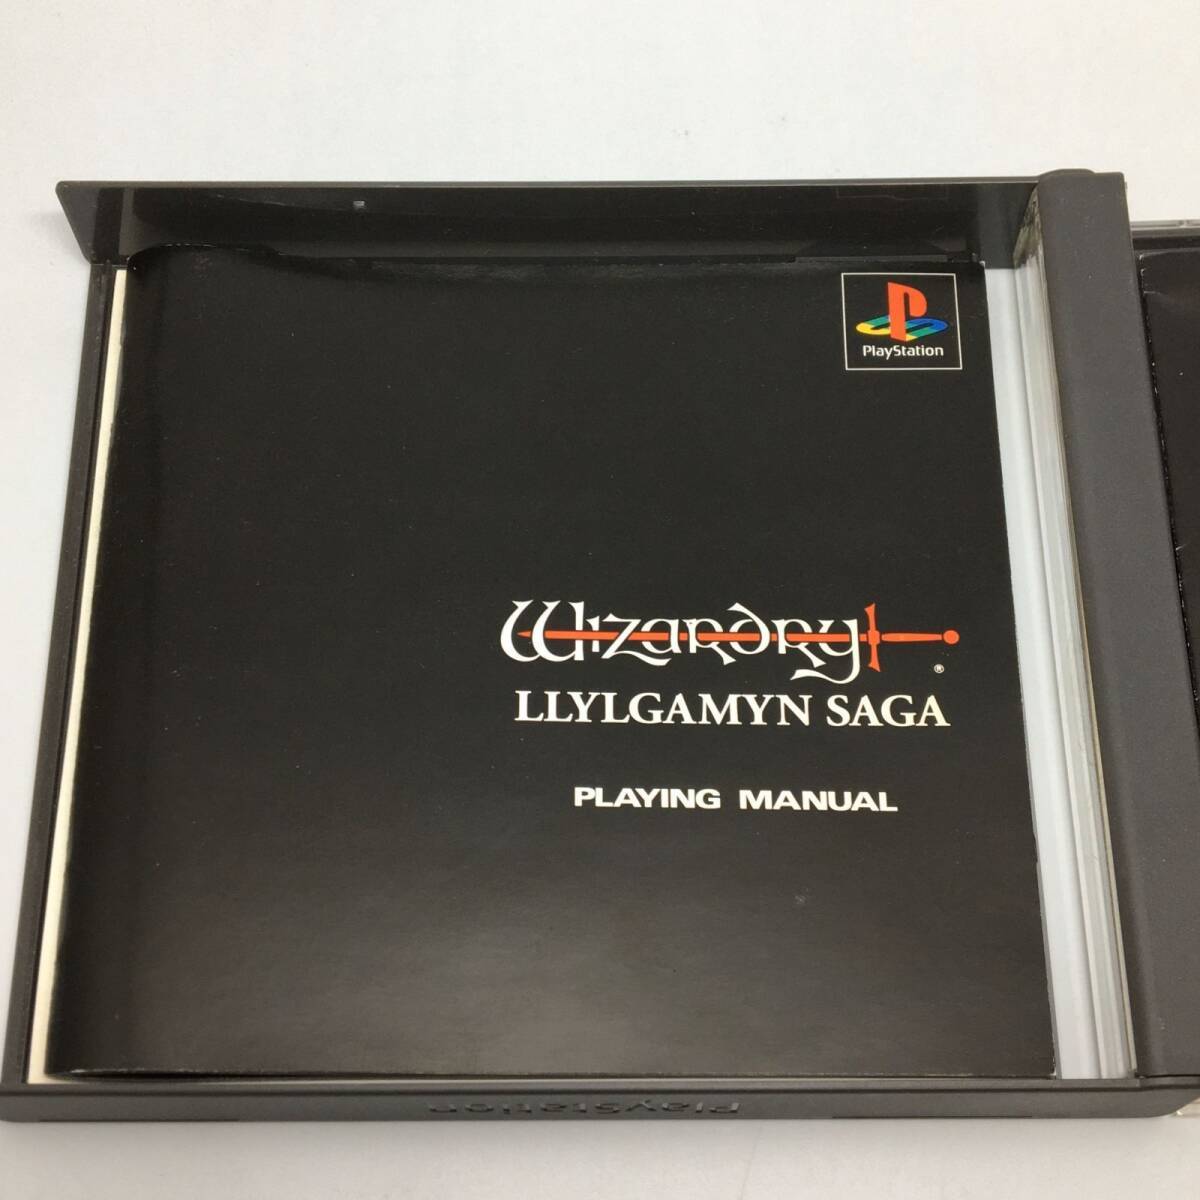 PlayStation
Wizardry®
LLYLGAMYN SAGA
PLAYING MANUAL
PlayStation